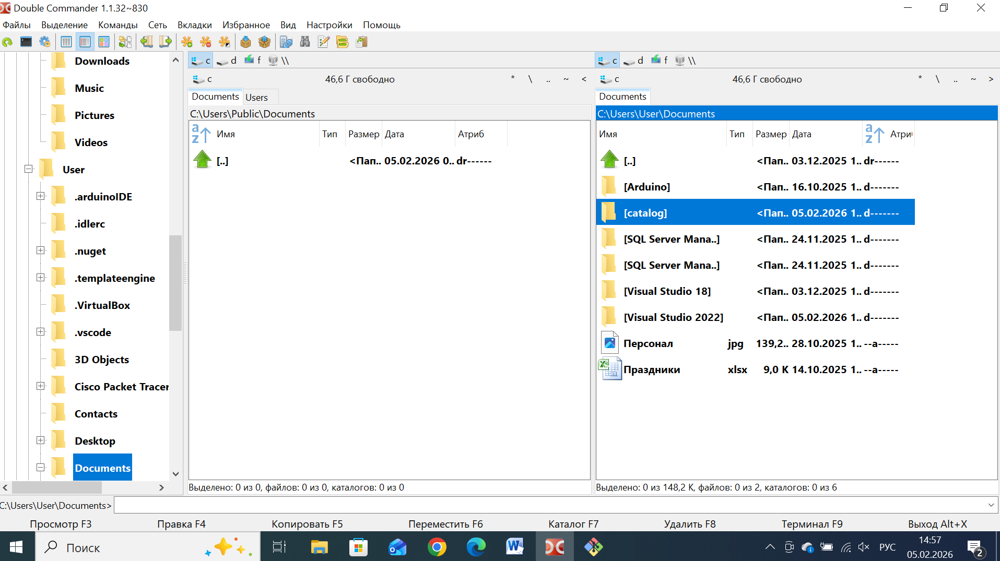 Double Commander 1.1.32~830
Файлы Выделение Команды Сеть Вкладки Избранное Вид Настройки Помощь
Downloads
Music
Pictures
Videos
User
.arduinoIDE
.idlerc
.nuget
.templateengine
.VirtualBox
.vscode
3D Objects
Cisco Packet Tracer
Contacts
Desktop
Documents
c d f \\
c 46,6 Г свободно * \ .. ~ <
Documents Users
C:\Users\Public\Documents
Имя Тип Размер Дата Атриб
[..] <Пап.. 05.02.2026 0.. dr------
Выделено: 0 из 0, файлов: 0 из 0, каталогов: 0 из 0
c d f \\
c 46,6 Г свободно * \ .. ~ >
Documents
C:\Users\User\Documents
Имя Тип Размер Дата Атри
[..] <Пап.. 03.12.2025 1.. dr------
[Arduino] <Пап.. 16.10.2025 1.. d-------
[catalog] <Пап.. 05.02.2026 1.. d-------
[SQL Server Mana..] <Пап.. 24.11.2025 1.. d-------
[SQL Server Mana..] <Пап.. 24.11.2025 1.. d-------
[Visual Studio 18] <Пап.. 03.12.2025 1.. d-------
[Visual Studio 2022] <Пап.. 05.02.2026 1.. d-------
Персонал jpg 139,2.. 28.10.2025 1.. --a-----
Праздники xlsx 9,0 K 14.10.2025 1.. --a-----
Выделено: 0 из 148,2 K, файлов: 0 из 2, каталогов: 0 из 6
C:\Users\User\Documents>
Просмотр F3 Правка F4 Копировать F5 Переместить F6 Каталог F7 Удалить F8 Терминал F9 Выход Alt+X
Поиск
РУС
14:57
05.02.2026
2